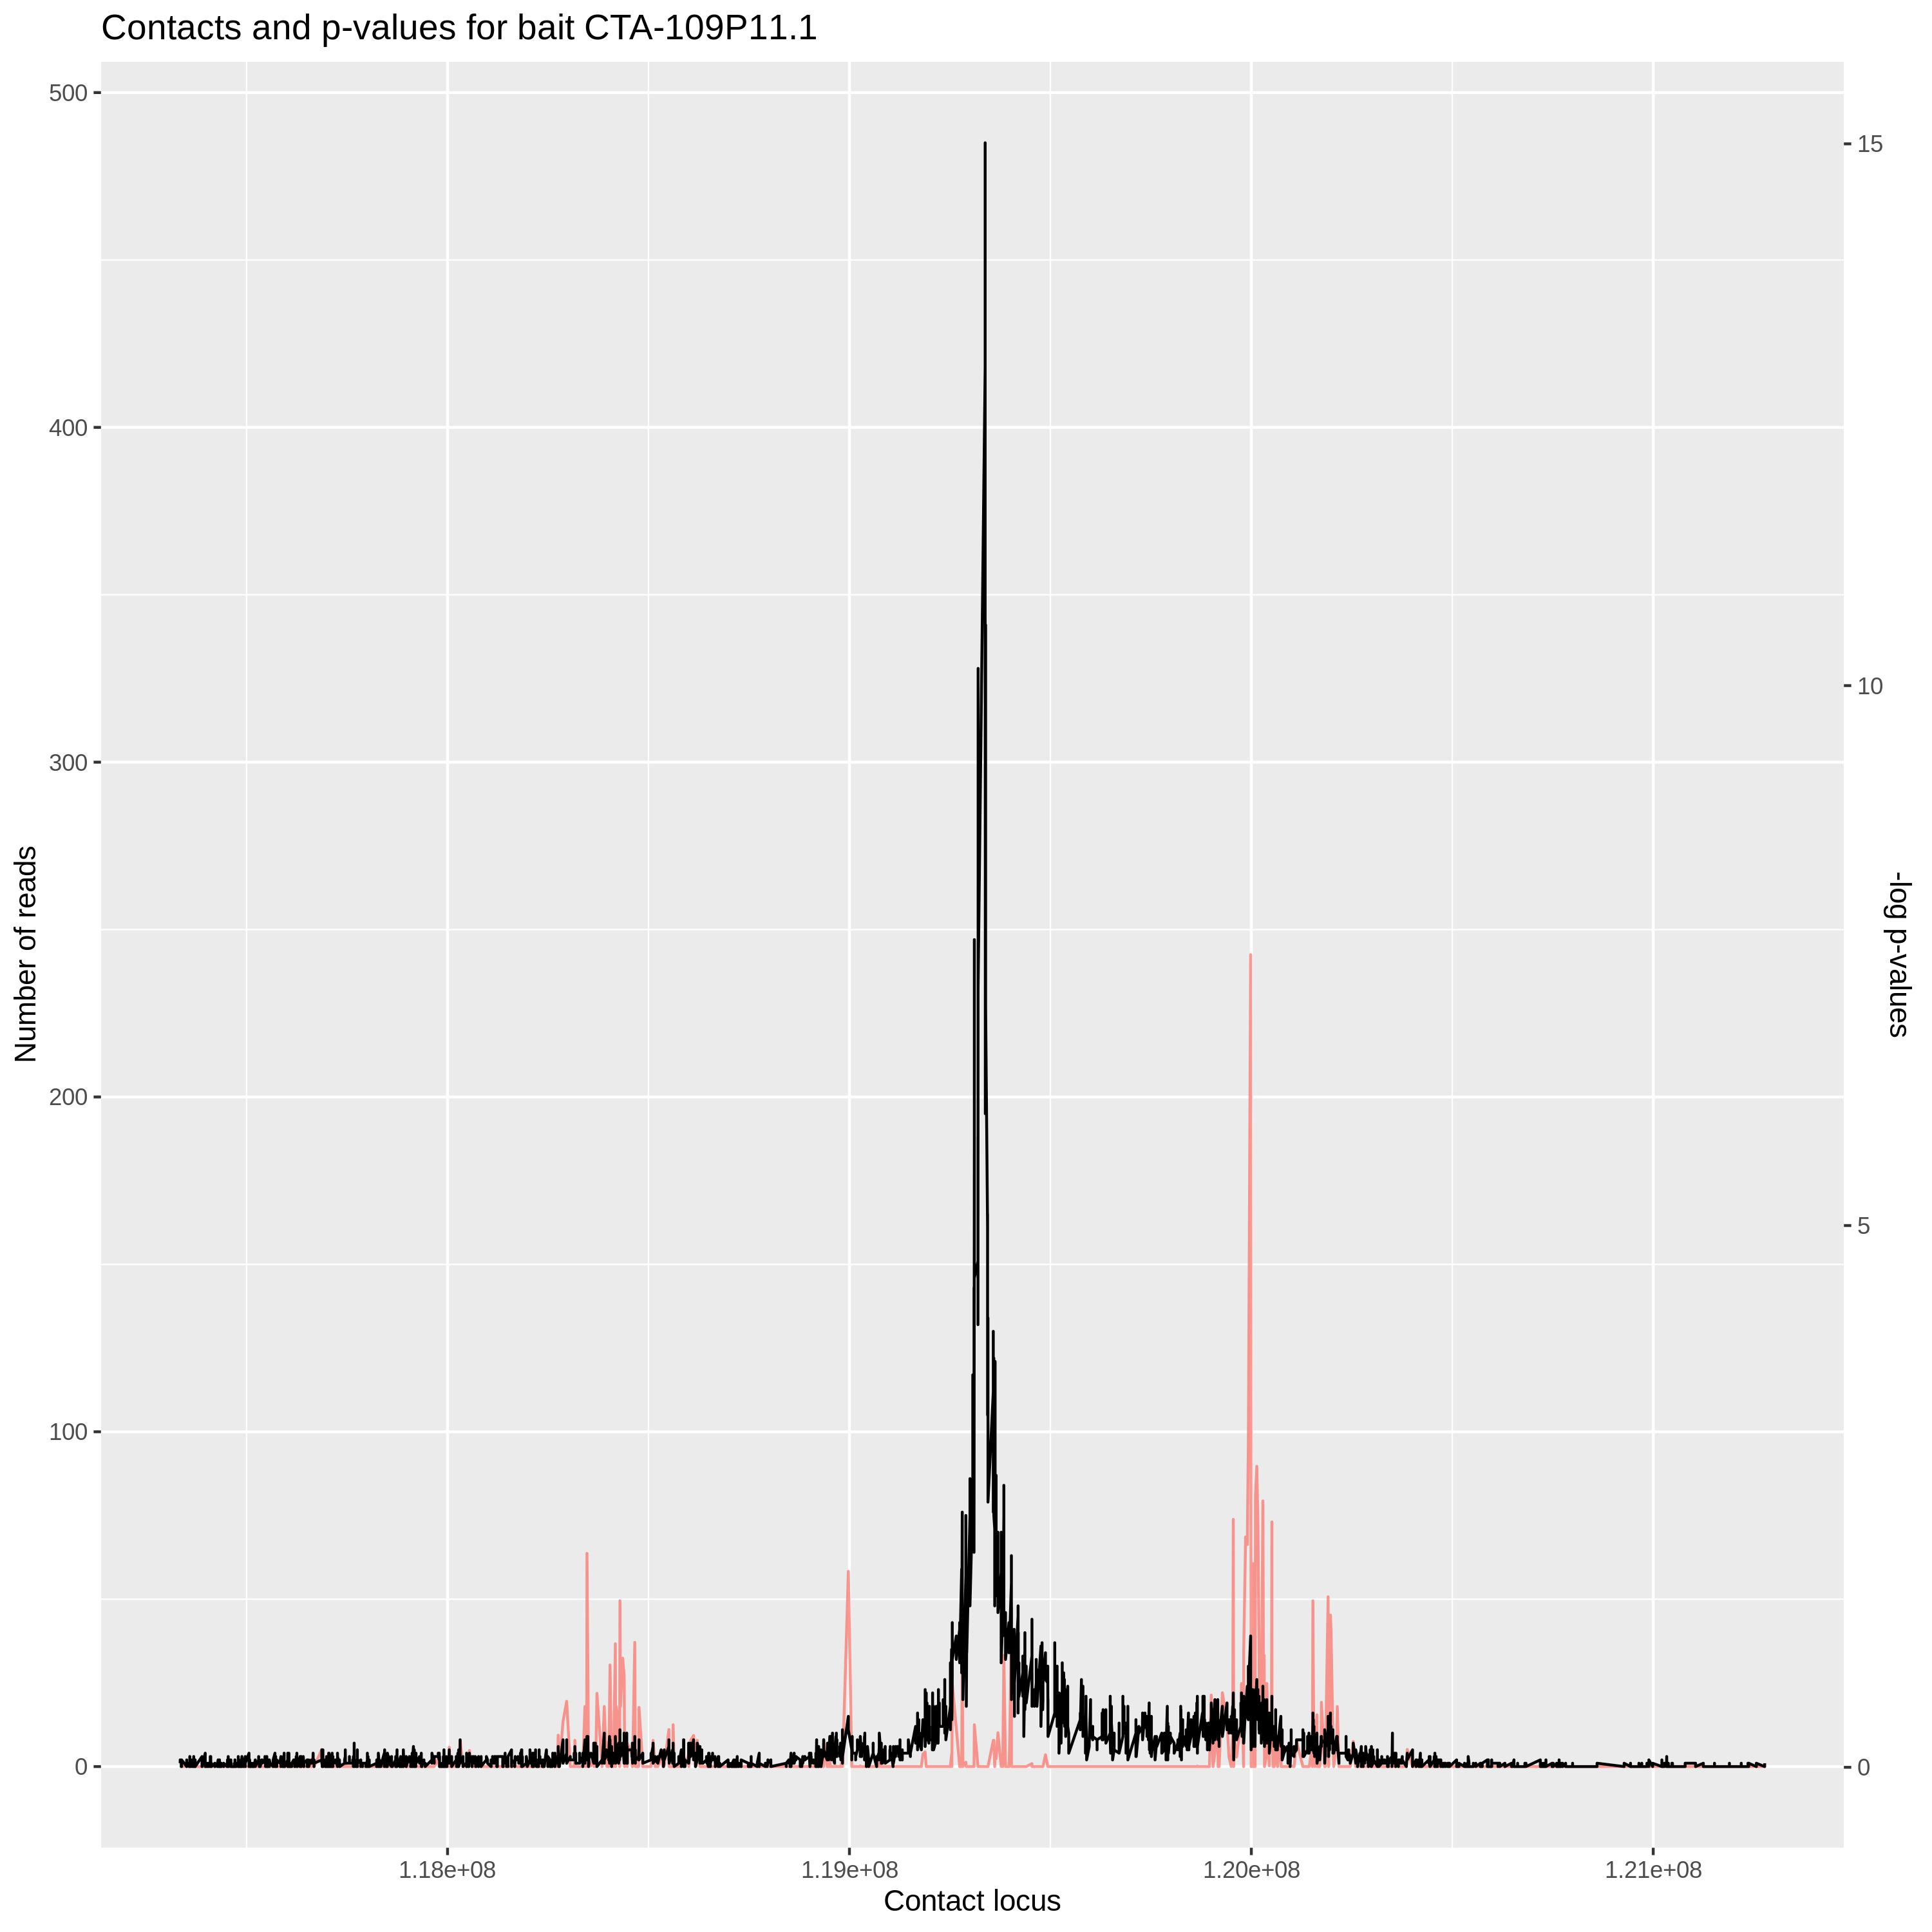 Contacts and p-values for bait CTA-109P11.1
500
400
300
200
100
0
Number of reads
15
10
5
0
-log p-values
1.18e+08
1.19e+08
1.20e+08
1.21e+08
Contact locus